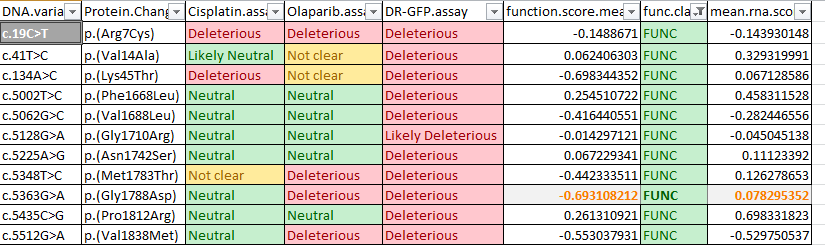 DNA.varia Protein.Chang Cisplatin.assa Olaparib.assa DR-GFP.assay function.score.mea func.cla mean.rna.sco
c.19C>T p.(Arg7Cys) Deleterious Deleterious Deleterious -0.1488671 FUNC -0.143930148
c.41T>C p.(Val14Ala) Likely Neutral Not clear Deleterious 0.062406303 FUNC 0.329319991
c.134A>C p.(Lys45Thr) Deleterious Not clear Deleterious -0.698344352 FUNC 0.067128586
c.5002T>C p.(Phe1668Leu) Neutral Neutral Deleterious 0.254510722 FUNC 0.458311528
c.5062G>C p.(Val1688Leu) Neutral Neutral Deleterious -0.416440551 FUNC -0.282446556
c.5128G>A p.(Gly1710Arg) Neutral Neutral Likely Deleterious -0.014297121 FUNC -0.045045138
c.5225A>G p.(Asn1742Ser) Neutral Neutral Deleterious 0.067229341 FUNC 0.11123392
c.5348T>C p.(Met1783Thr) Not clear Deleterious Deleterious -0.442333511 FUNC 0.126278653
c.5363G>A p.(Gly1788Asp) Neutral Deleterious Deleterious -0.693108212 FUNC 0.078295352
c.5435C>G p.(Pro1812Arg) Neutral Neutral Deleterious 0.261310921 FUNC 0.698331823
c.5512G>A p.(Val1838Met) Neutral Deleterious Deleterious -0.553037931 FUNC -0.529750537